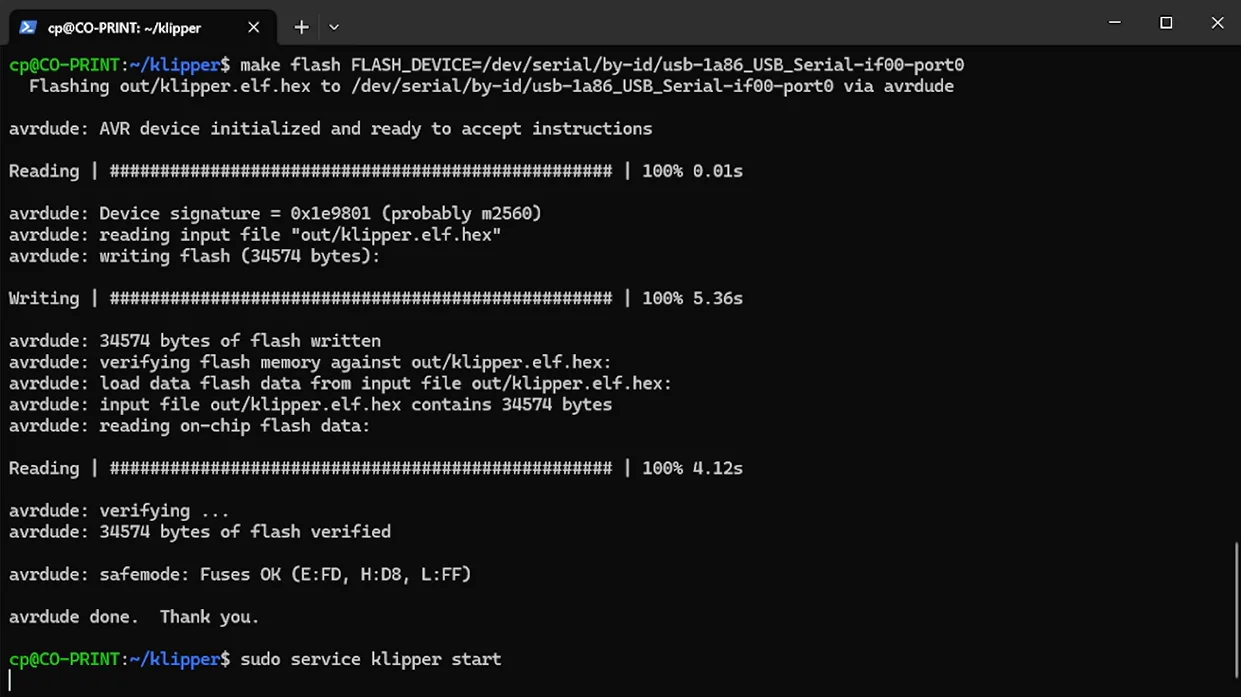 cp@CO-PRINT: ~/klipper
cp@CO-PRINT:~/klipper$ make flash FLASH_DEVICE=/dev/serial/by-id/usb-1a86_USB_Serial-if00-port0
  Flashing out/klipper.elf.hex to /dev/serial/by-id/usb-1a86_USB_Serial-if00-port0 via avrdude
avrdude: AVR device initialized and ready to accept instructions
Reading | ################################################## | 100% 0.01s
avrdude: Device signature = 0x1e9801 (probably m2560)
avrdude: reading input file "out/klipper.elf.hex"
avrdude: writing flash (34574 bytes):
Writing | ################################################## | 100% 5.36s
avrdude: 34574 bytes of flash written
avrdude: verifying flash memory against out/klipper.elf.hex:
avrdude: load data flash data from input file out/klipper.elf.hex:
avrdude: input file out/klipper.elf.hex contains 34574 bytes
avrdude: reading on-chip flash data:
Reading | ################################################## | 100% 4.12s
avrdude: verifying ...
avrdude: 34574 bytes of flash verified
avrdude: safemode: Fuses OK (E:FD, H:D8, L:FF)
avrdude done.  Thank you.
cp@CO-PRINT:~/klipper$ sudo service klipper start